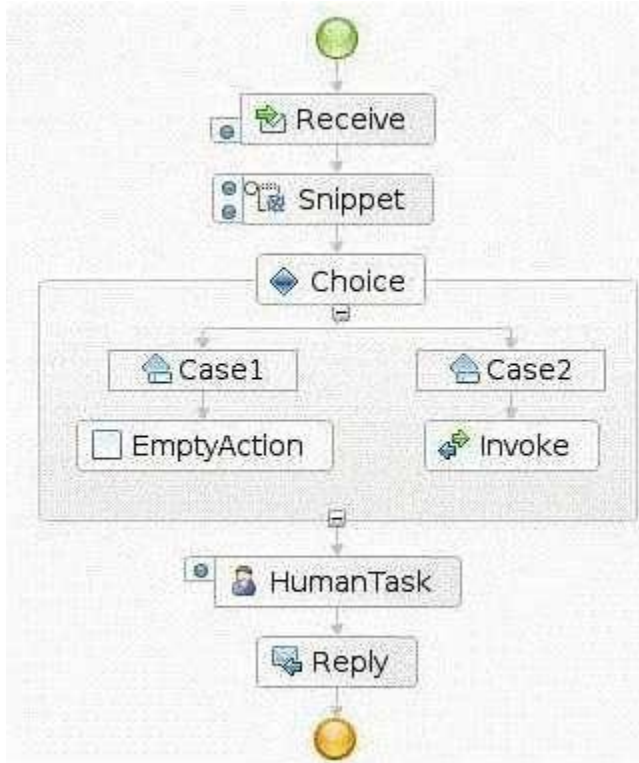 Receive
Snippet
Choice
Case1
Case2
EmptyAction
Invoke
HumanTask
Reply